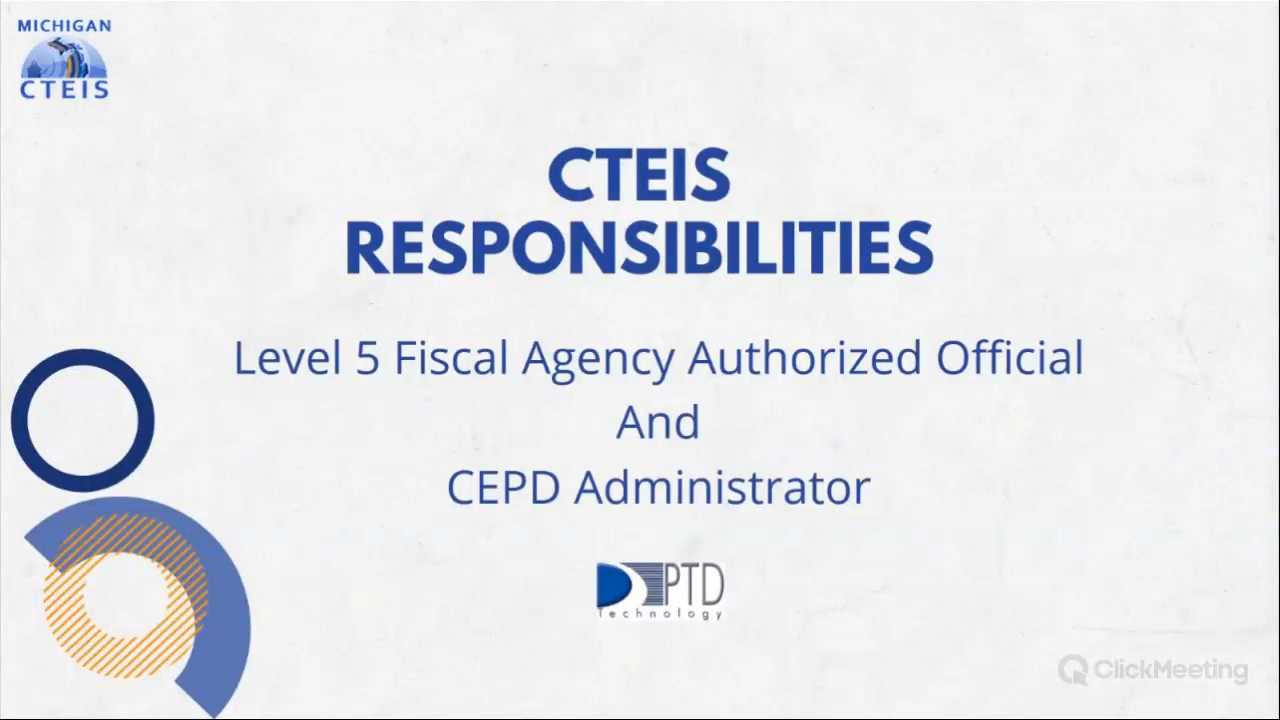 MICHIGAN
CTEIS
CTEIS
RESPONSIBILITIES
Level 5 Fiscal Agency Authorized Official
And
CEPD Administrator
PTD
Technology
ClickMeeting